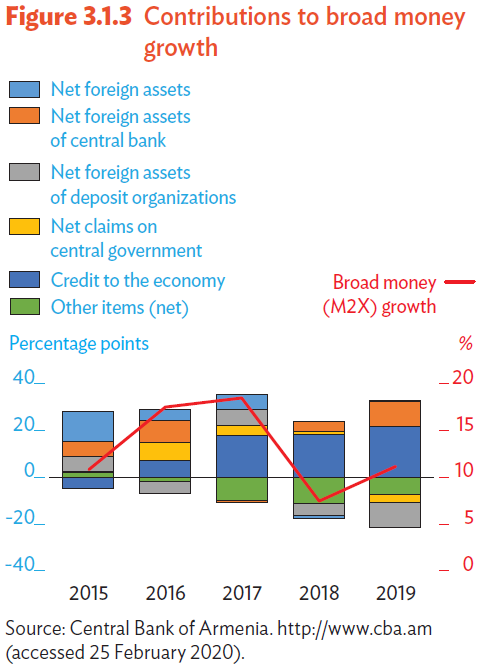 Figure 3.1.3 Contributions to broad money
growth
Net foreign assets
Net foreign assets
of central bank
Net foreign assets
of deposit organizations
Net claims on
central government
Credit to the economy
Other items (net)
Broad money
(M2X) growth
Percentage points %
40 20
20 15
0 10
-20 5
-40 0
2015 2016 2017 2018 2019
Source: Central Bank of Armenia. http://www.cba.am
(accessed 25 February 2020).